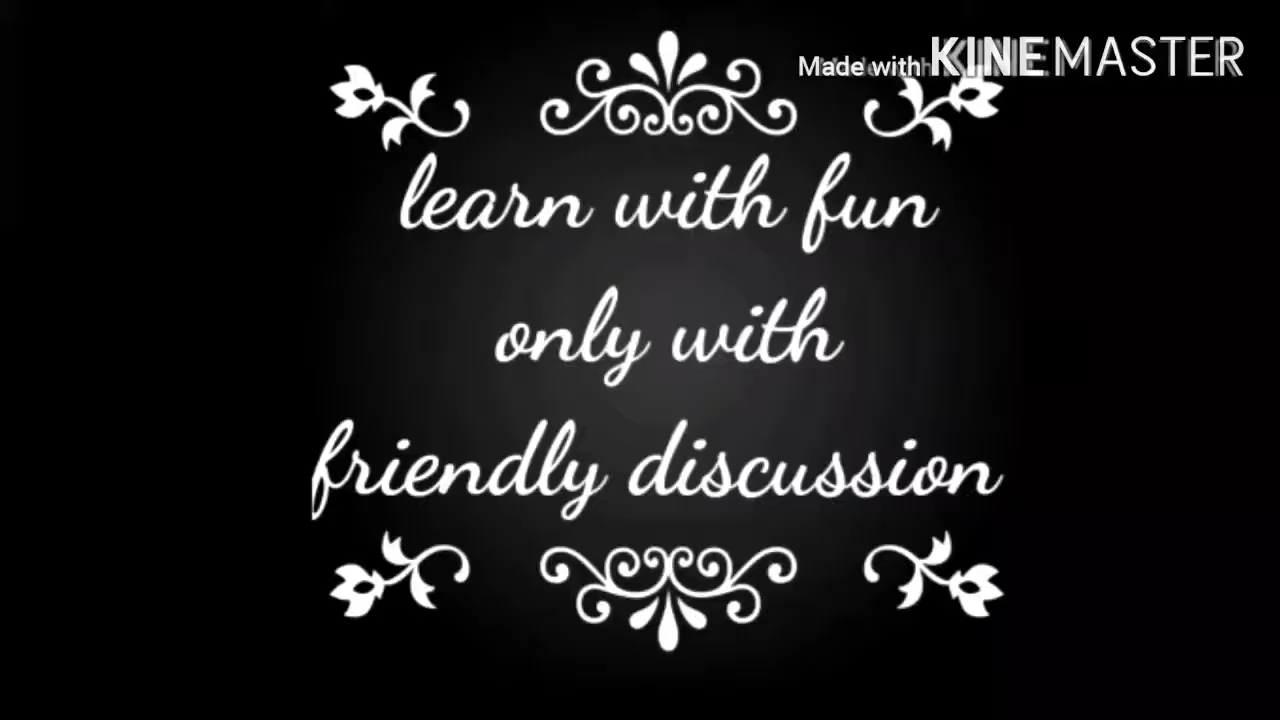 Made with KINEMASTER
learn with fun
only with
friendly discussion